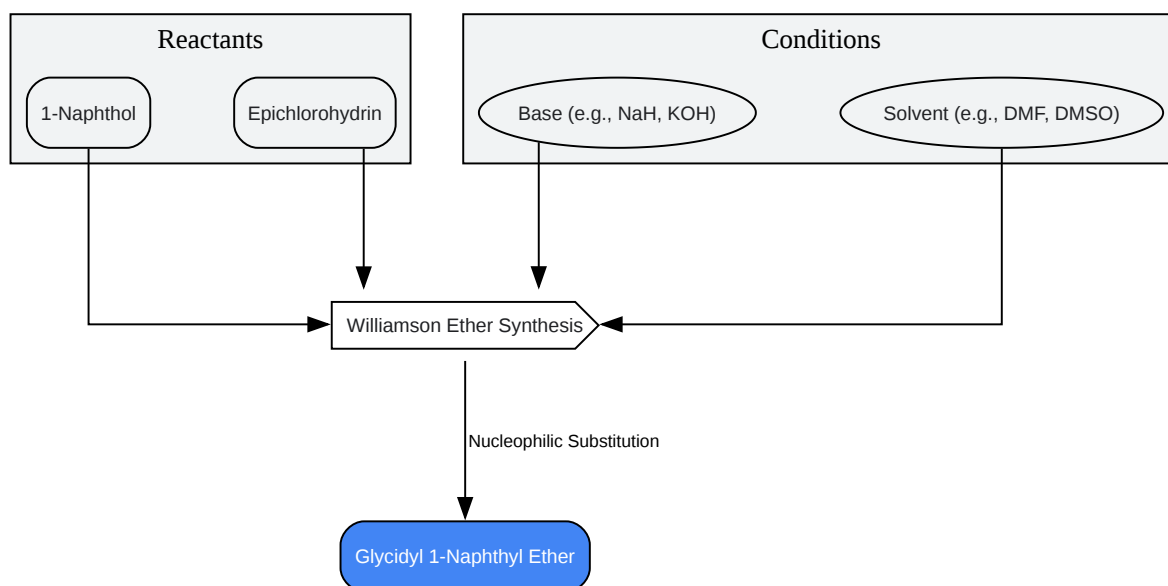 Reactants
Conditions
1-Naphthol
Epichlorohydrin
Base (e.g., NaH, KOH)
Solvent (e.g., DMF, DMSO)
Williamson Ether Synthesis
Nucleophilic Substitution
Glycidyl 1-Naphthyl Ether